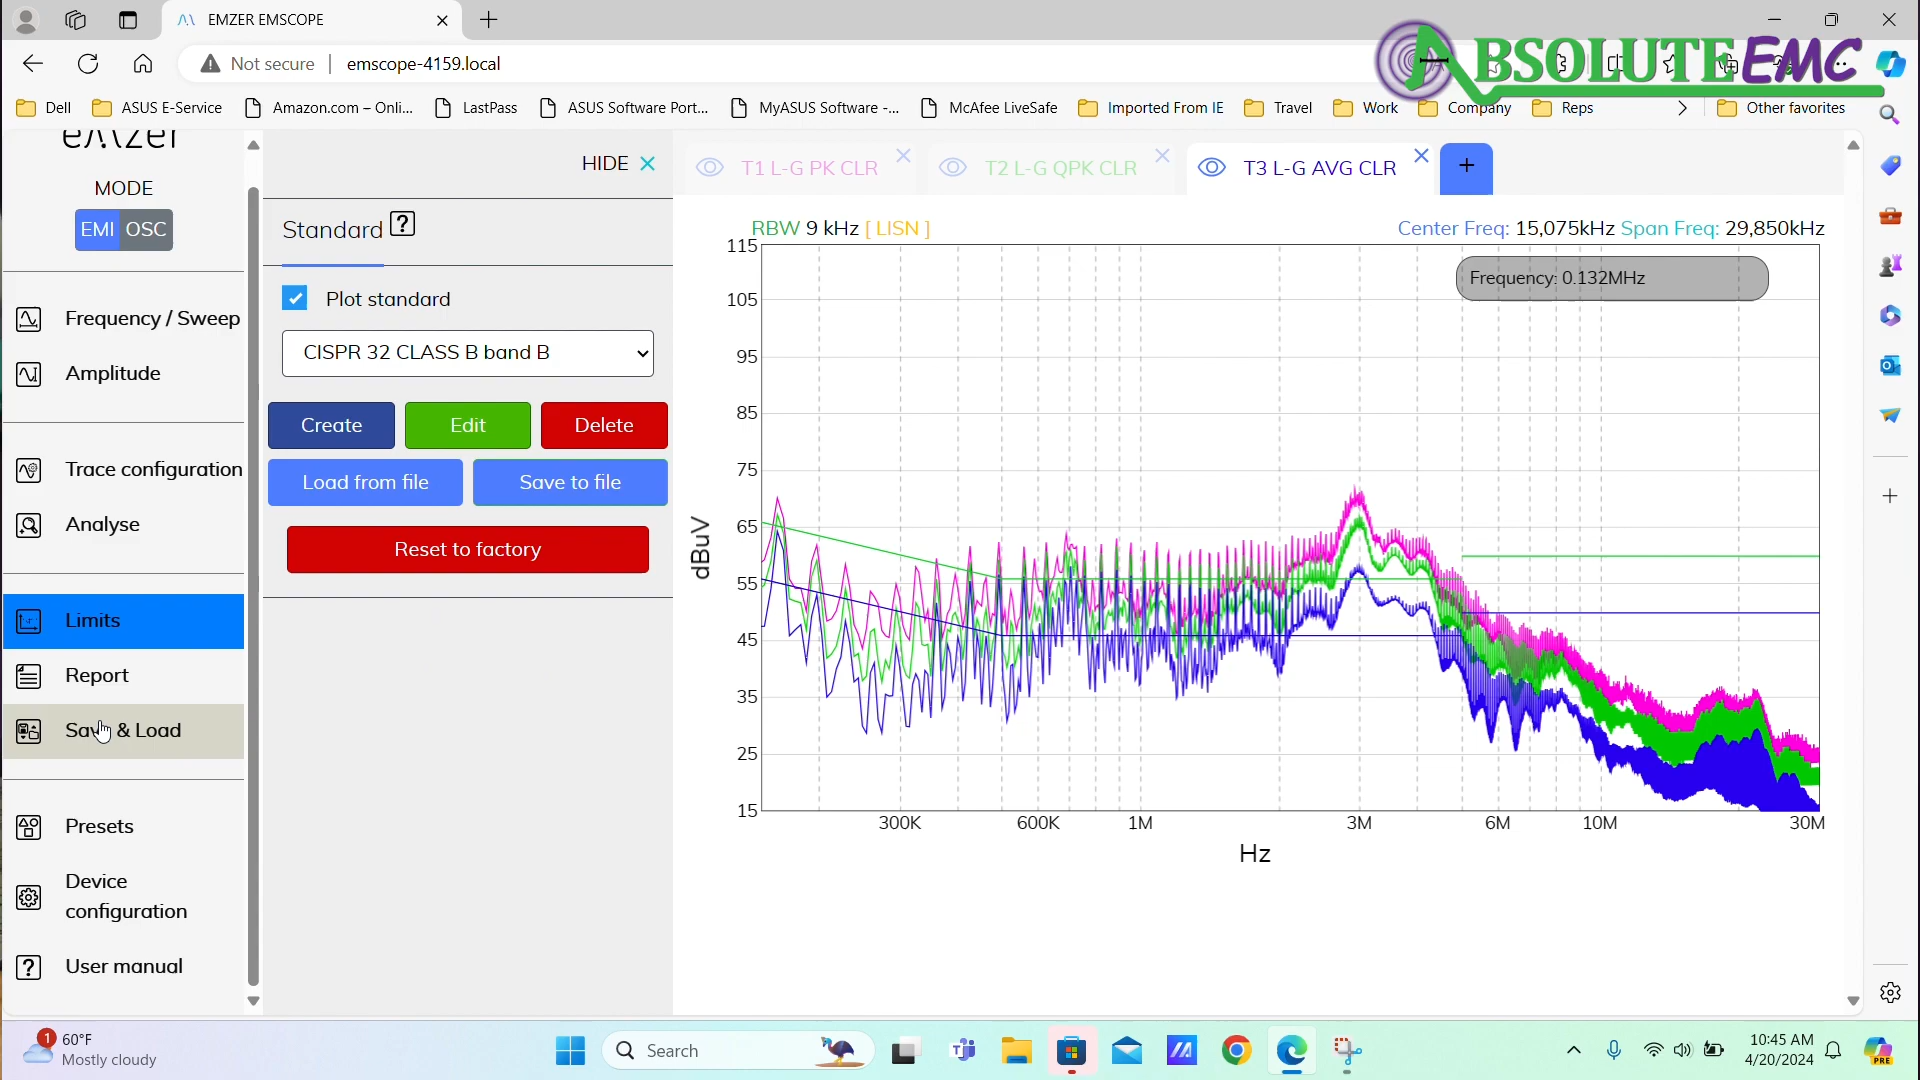 EMZER EMSCOPE
Not secure
emscope-4159.local
ABSOLUTE EMC
Dell
ASUS E-Service
Amazon.com – Onli...
LastPass
ASUS Software Port...
MyASUS Software -...
McAfee LiveSafe
Imported From IE
Travel
Work
Company
Reps
Other favorites
emzer
MODE
EMI OSC
Frequency / Sweep
Amplitude
Trace configuration
Analyse
Limits
Report
Save & Load
Presets
Device
configuration
User manual
HIDE
Standard ?
Plot standard
CISPR 32 CLASS B band B
Create
Edit
Delete
Load from file
Save to file
Reset to factory
T1 L-G PK CLR
T2 L-G QPK CLR
T3 L-G AVG CLR
+
RBW 9 kHz [ LISN ]
Center Freq: 15,075kHz Span Freq: 29,850kHz
Frequency: 0.132MHz
115
105
95
85
75
65
55
45
35
25
15
dBuV
300K
600K
1M
3M
6M
10M
30M
Hz
1
60°F
Mostly cloudy
Search
10:45 AM
4/20/2024
PRE